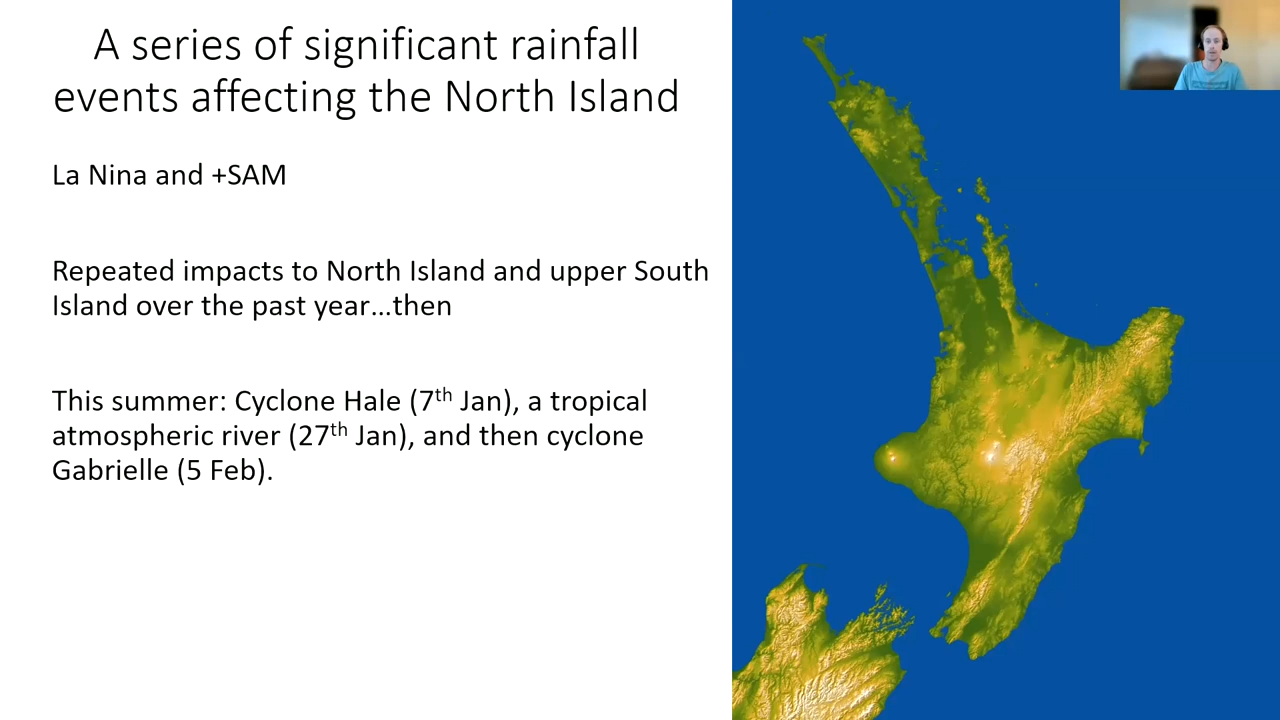 A series of significant rainfall
events affecting the North Island
La Nina and +SAM
Repeated impacts to North Island and upper South
Island over the past year…then
This summer: Cyclone Hale (7th Jan), a tropical
atmospheric river (27th Jan), and then cyclone
Gabrielle (5 Feb).